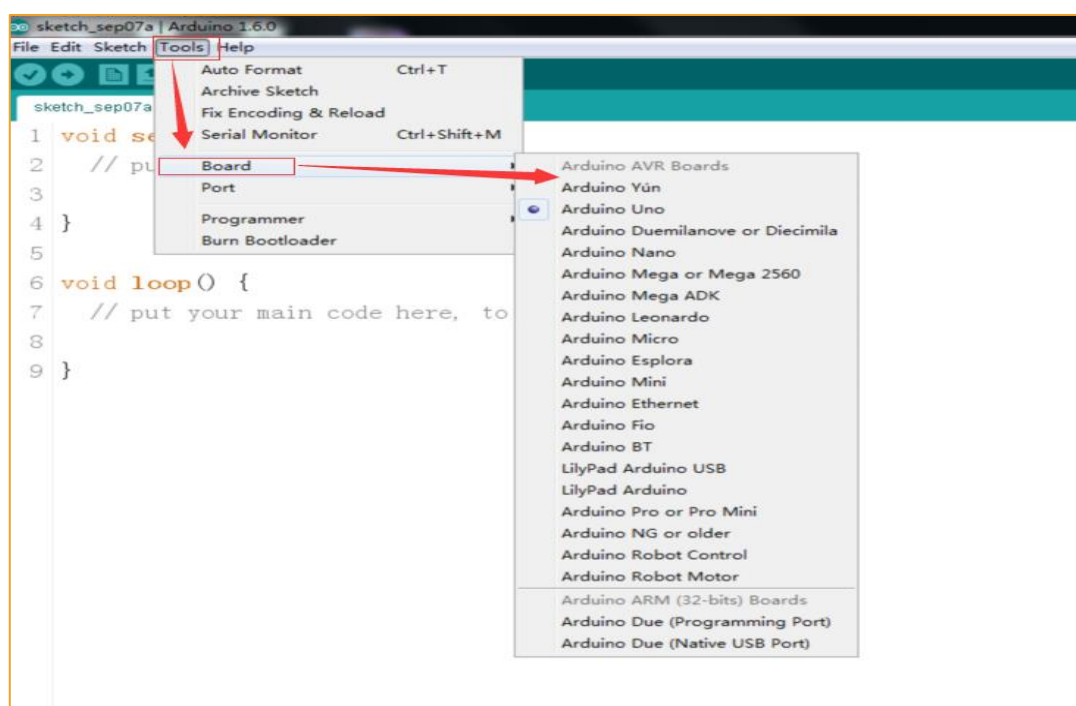 sketch_sep07a | Arduino 1.6.0
File Edit Sketch Tools Help
Auto Format Ctrl+T
Archive Sketch
Fix Encoding & Reload
Serial Monitor Ctrl+Shift+M
Board
Port
Programmer
Burn Bootloader
sketch_sep07a
1 void se
2 // pu
3
4 }
5
6 void loop() {
7 // put your main code here, to
8
9 }
Arduino AVR Boards
Arduino Yún
Arduino Uno
Arduino Duemilanove or Diecimila
Arduino Nano
Arduino Mega or Mega 2560
Arduino Mega ADK
Arduino Leonardo
Arduino Micro
Arduino Esplora
Arduino Mini
Arduino Ethernet
Arduino Fio
Arduino BT
LilyPad Arduino USB
LilyPad Arduino
Arduino Pro or Pro Mini
Arduino NG or older
Arduino Robot Control
Arduino Robot Motor
Arduino ARM (32-bits) Boards
Arduino Due (Programming Port)
Arduino Due (Native USB Port)